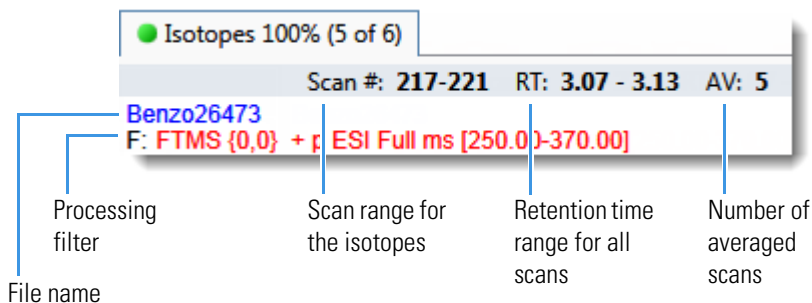 Isotopes 100% (5 of 6)
Scan #: 217-221 RT: 3.07 - 3.13 AV: 5
Benzo26473
F: FTMS {0,0} + p ESI Full ms [250.00-370.00]
Processing
filter
Scan range for
the isotopes
Retention time
range for all
scans
Number of
averaged
scans
File name